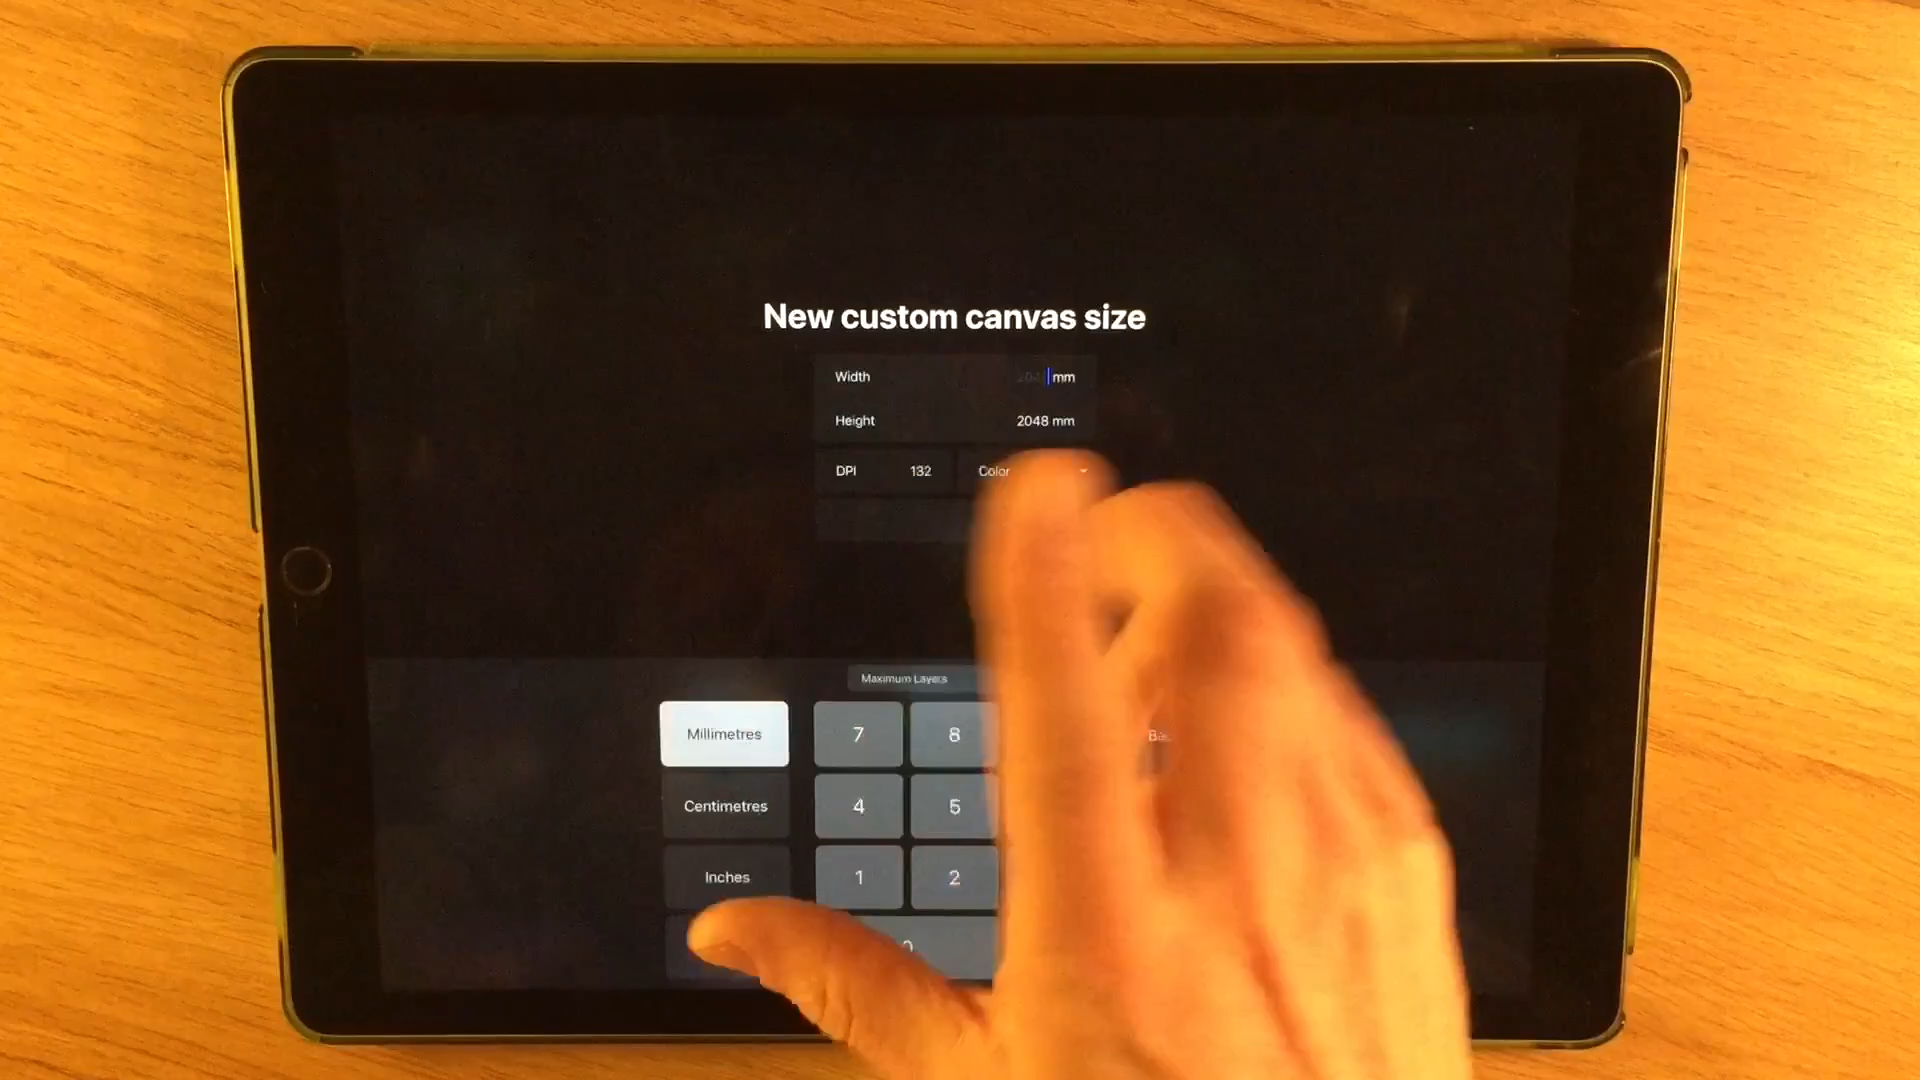 New custom canvas size
Width mm
Height 2048 mm
DPI 132 Color
Maximum Layers
Millimetres 7 8
Centimetres 4 5
Inches 1 2
0